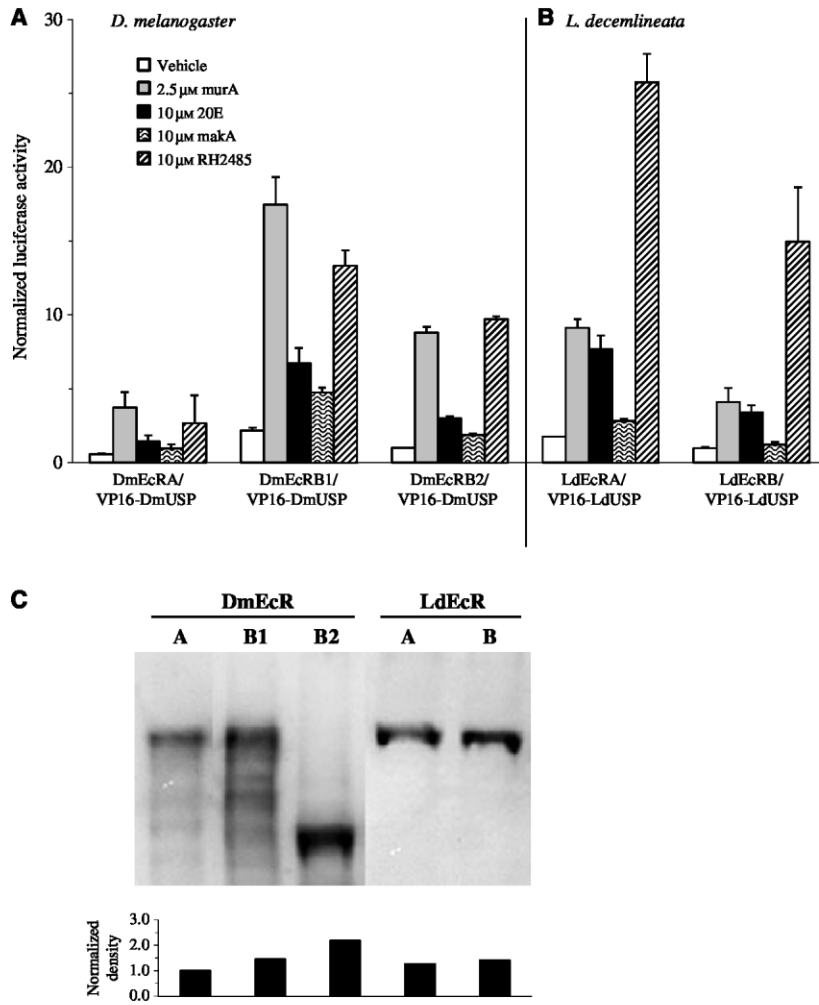 A
D. melanogaster
B
L. decemlineata
30
20
10
0
Normalized luciferase activity
Vehicle
2.5 μM murA
10 μM 20E
10 μM makA
10 μM RH2485
DmEcRA/
VP16-DmUSP
DmEcRB1/
VP16-DmUSP
DmEcRB2/
VP16-DmUSP
LdEcRA/
VP16-LdUSP
LdEcRB/
VP16-LdUSP
C
DmEcR
LdEcR
A B1 B2 A B
Normalized
density
3.0
2.0
1.0
0.0